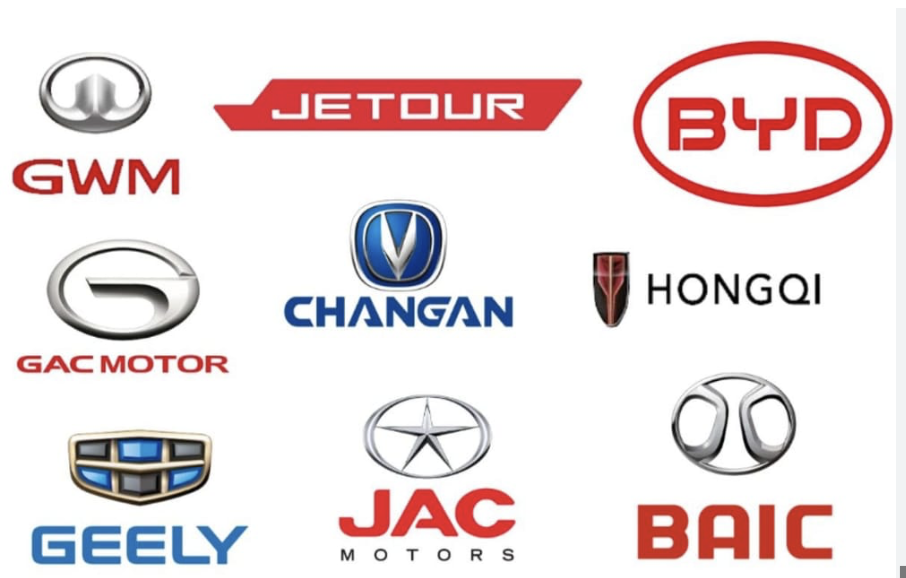 GWM
JETOUR
BYD
GAC MOTOR
CHANGAN
HONGQI
GEELY
JAC
MOTORS
BAIC